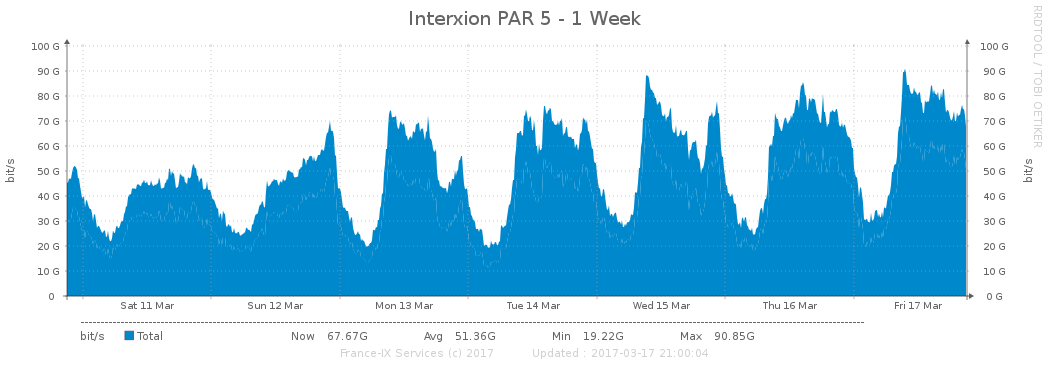 Interxion PAR 5 - 1 Week
RRDTOOL / TOBI OETIKER
100 G 100 G
90 G 90 G
80 G 80 G
70 G 70 G
60 G 60 G
50 G 50 G
40 G 40 G
30 G 30 G
20 G 20 G
10 G 10 G
0 0 G
bit/s bit/s
Sat 11 Mar Sun 12 Mar Mon 13 Mar Tue 14 Mar Wed 15 Mar Thu 16 Mar Fri 17 Mar
bit/s Total Now 67.67G Avg 51.36G Min 19.22G Max 90.85G
France-IX Services (c) 2017 Updated : 2017-03-17 21:00:04